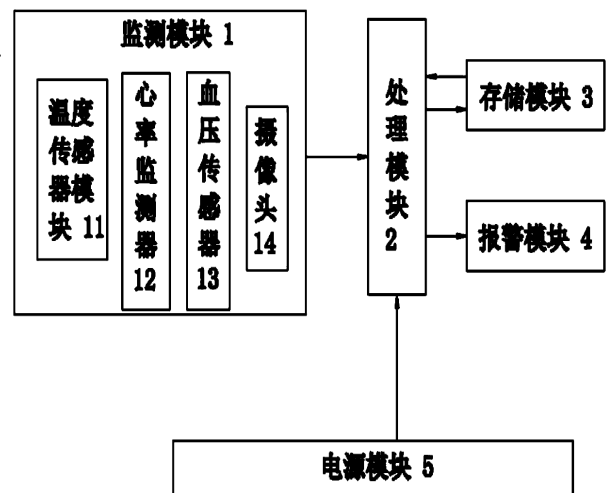 监测模块 1
温度
传感
器模
块 11
心
率
监
测
器
12
血
压
传
感
器
13
摄
像
头
14
处
理
模
块
2
存储模块 3
报警模块 4
电源模块 5